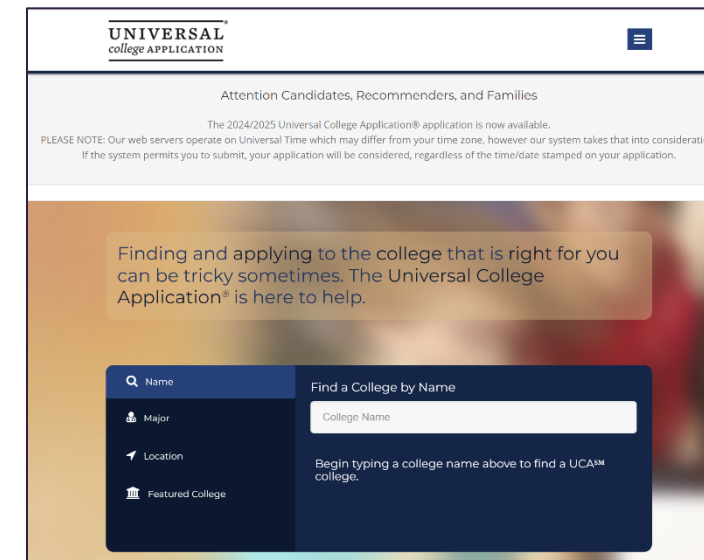 UNIVERSAL®
college APPLICATION
Attention Candidates, Recommenders, and Families
The 2024/2025 Universal College Application® application is now available.
PLEASE NOTE: Our web servers operate on Universal Time which may differ from your time zone, however our system takes that into
If the system permits you to submit, your application will be considered, regardless of the time/date stamped on your application.
Finding and applying to the college that is right for you
can be tricky sometimes. The Universal College
Application® is here to help.
Name
Find a College by Name
College Name
Major
Location
Begin typing a college name above to find a UCA℠
college.
Featured College